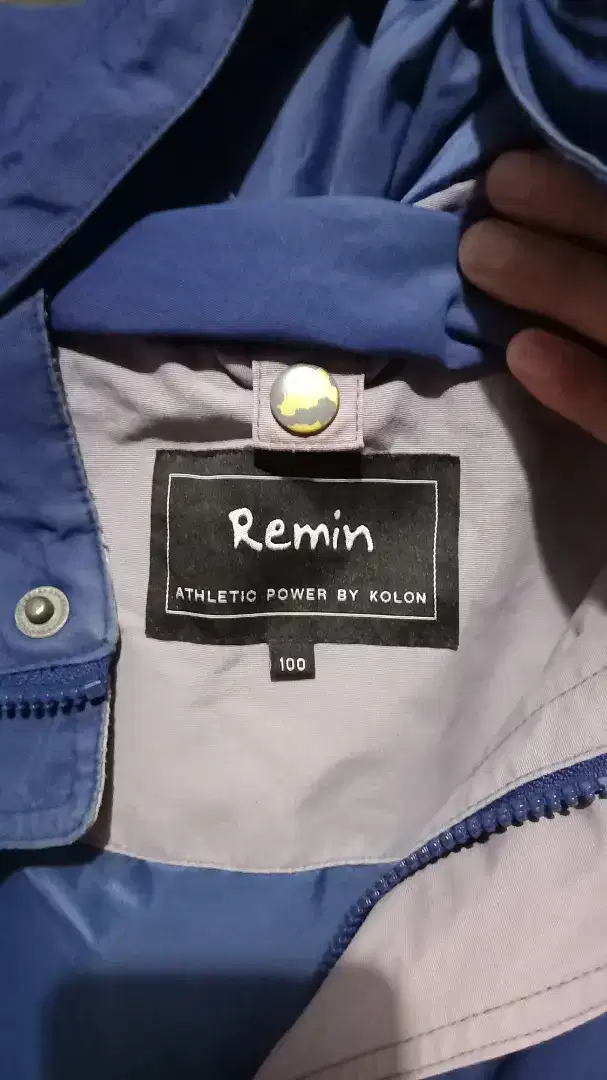 Remin
ATHLETIC POWER BY KOLON
100